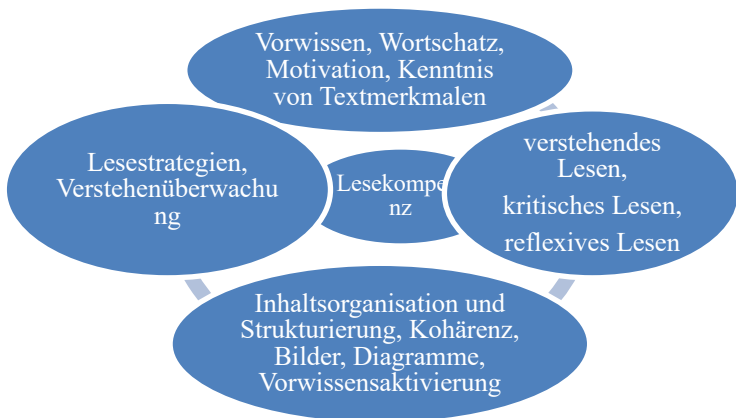 Vorwissen, Wortschatz,
Motivation, Kenntnis
von Textmerkmalen
Lesestrategien,
Verstehenüberwachu
ng
Lesekompe
nz
verstehendes
Lesen,
kritisches Lesen,
reflexives Lesen
Inhaltsorganisation und
Strukturierung, Kohärenz,
Bilder, Diagramme,
Vorwissensaktivierung